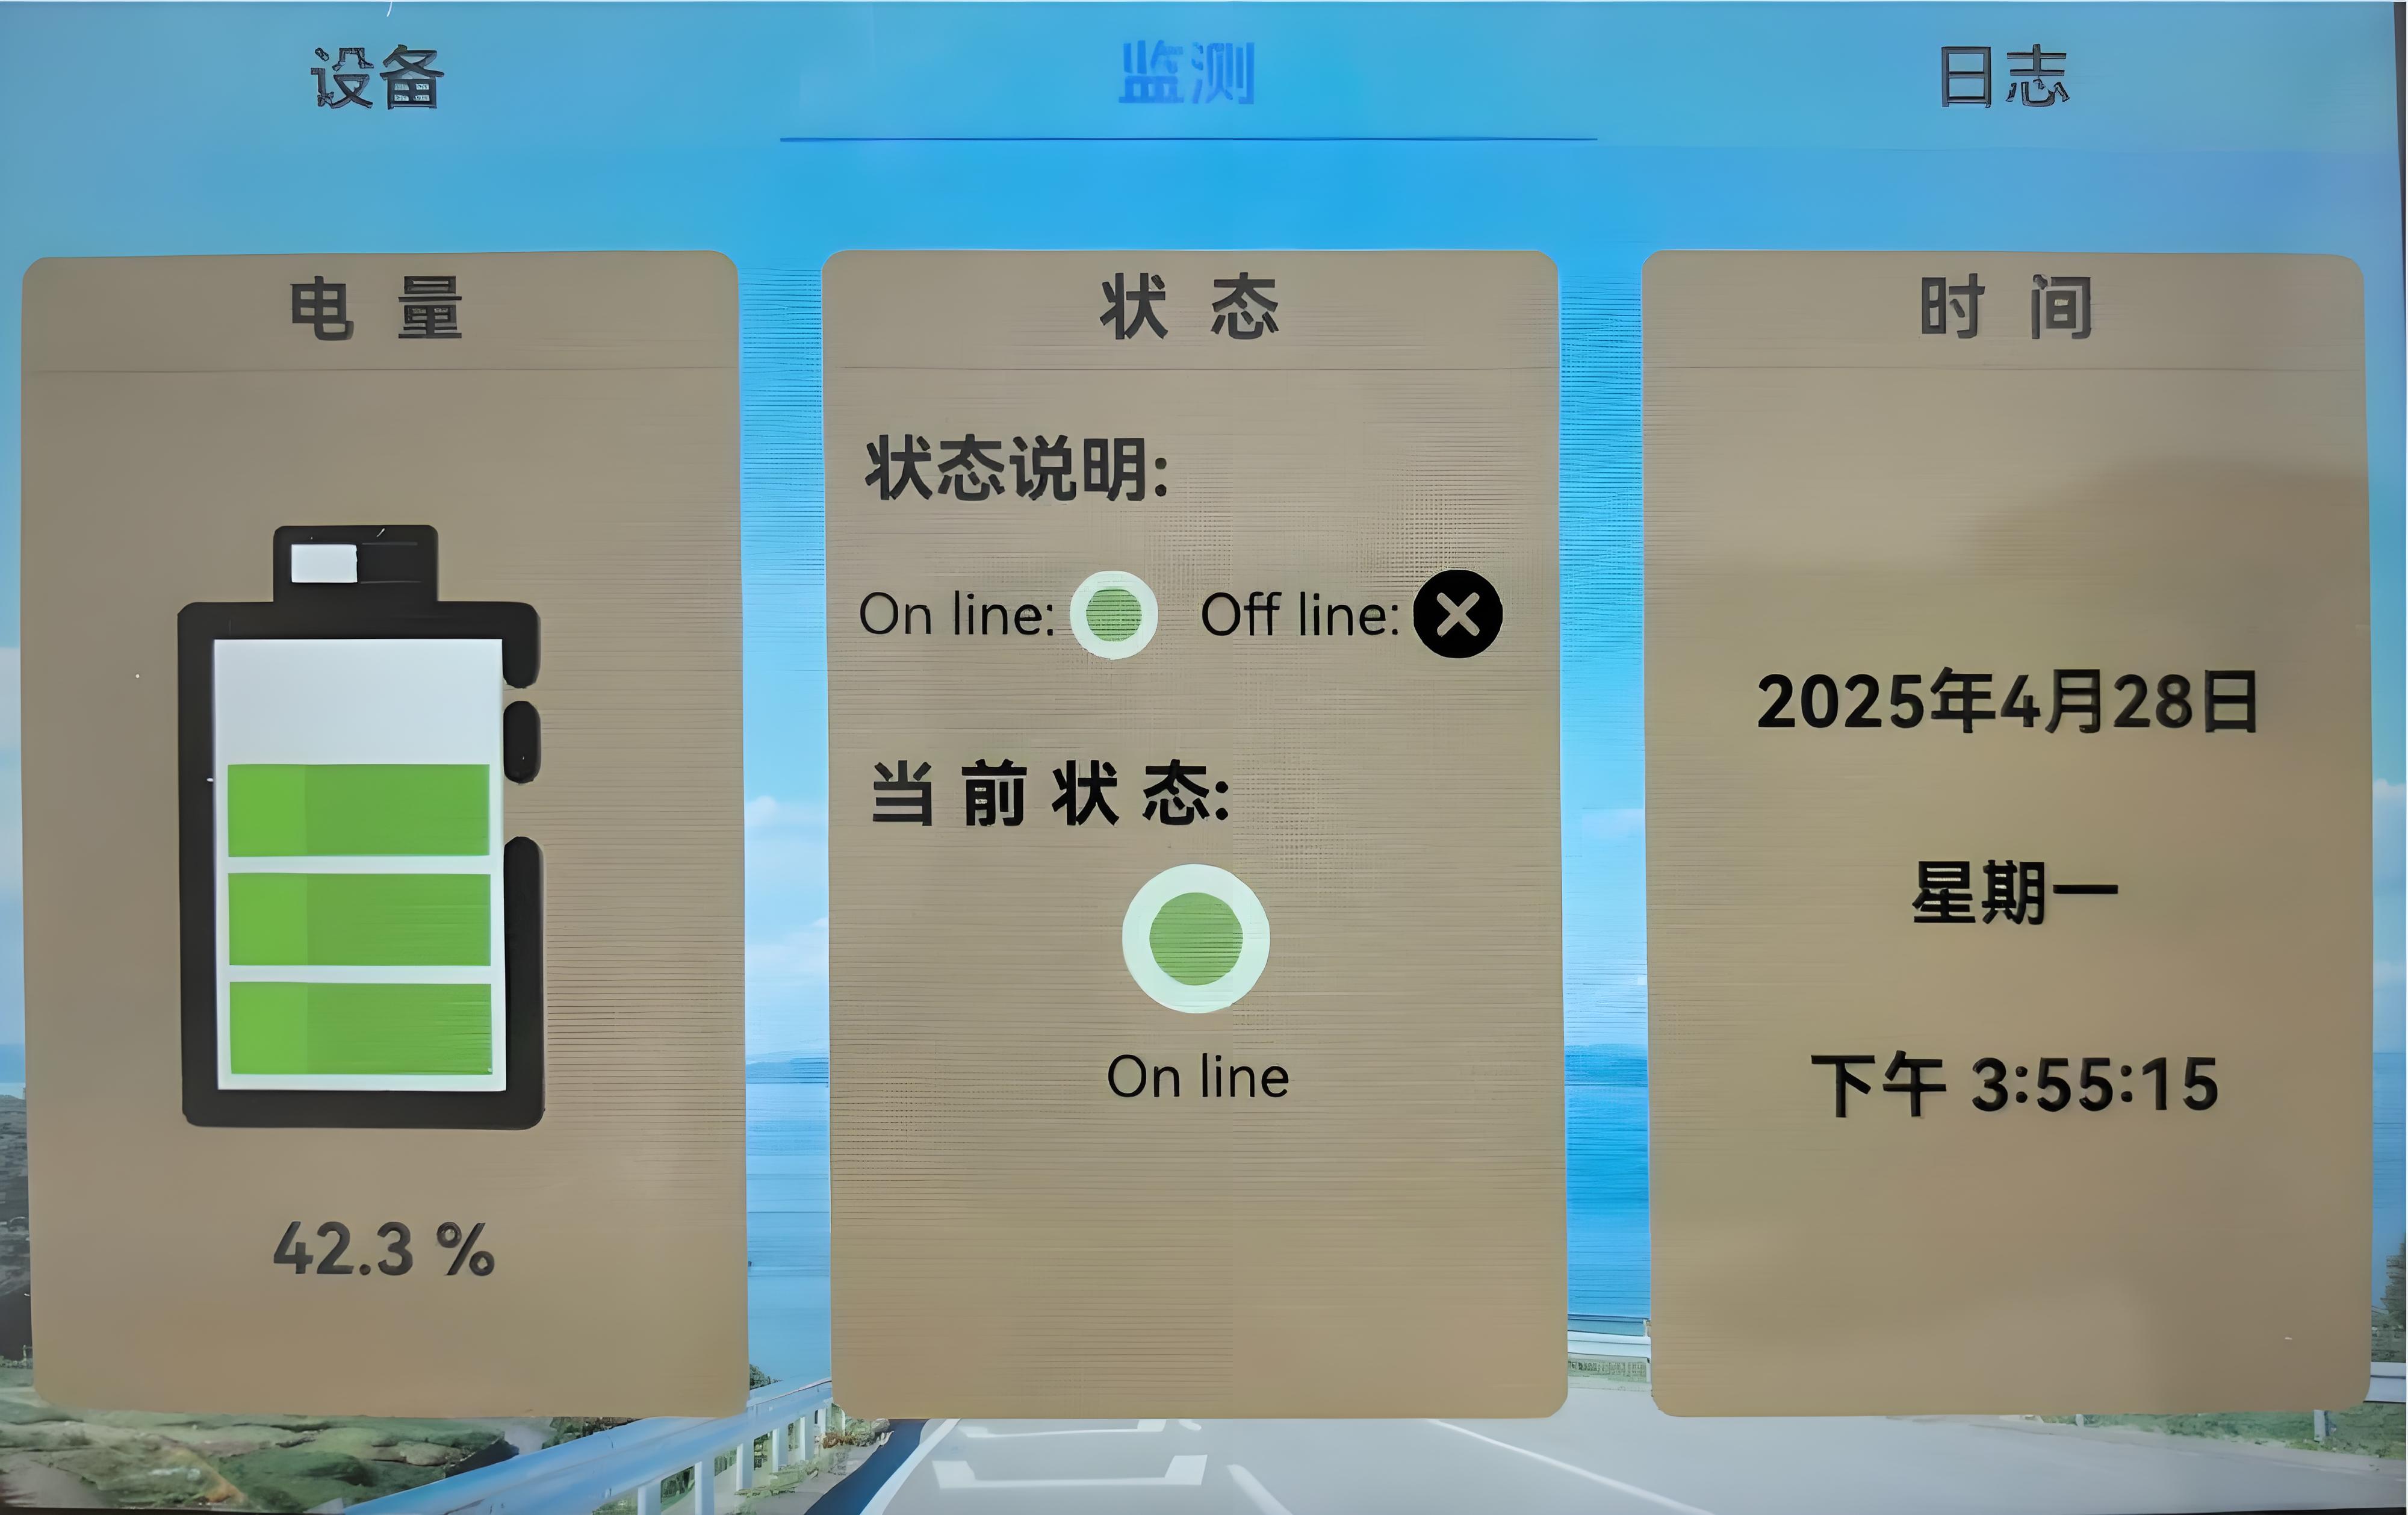 设备
监测
日志
电 量
42.3 %
状 态
状态说明:
On line:
Off line:
当 前 状 态:
On line
时 间
2025年4月28日
星期一
下午 3:55:15